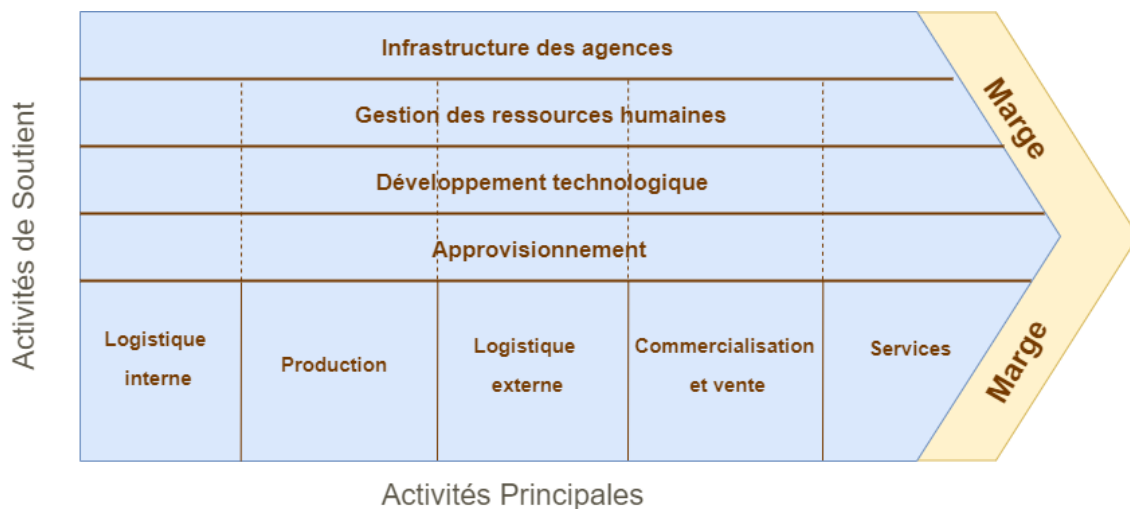 Activités de Soutient
Infrastructure des agences
Gestion des ressources humaines
Développement technologique
Approvisionnement
Logistique
interne
Production
Logistique
externe
Commercialisation
et vente
Services
Marge
Marge
Activités Principales